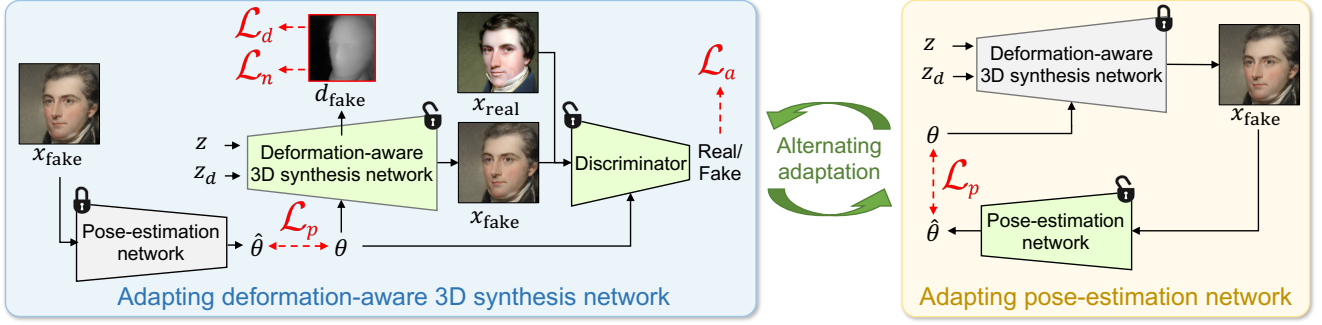 x_fake
Pose-estimation
network
\hat{θ}
ℒ_p
θ
z
z_d
Deformation-aware
3D synthesis network
d_fake
ℒ_d
ℒ_n
x_real
x_fake
Discriminator
Real/
Fake
ℒ_a
Adapting deformation-aware 3D synthesis network
Alternating
adaptation
z
z_d
Deformation-aware
3D synthesis network
x_fake
θ
ℒ_p
\hat{θ}
Pose-estimation
network
Adapting pose-estimation network